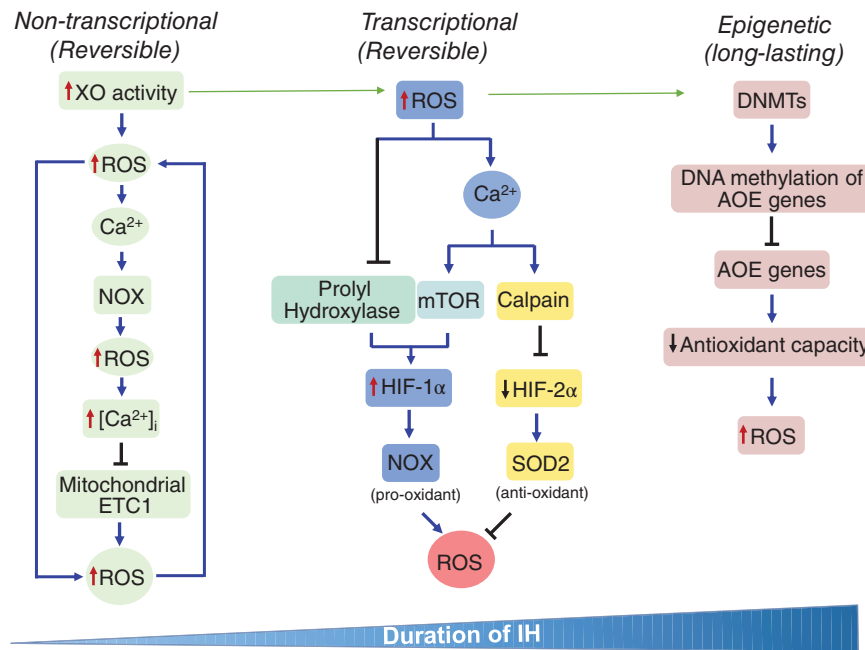 Non-transcriptional
(Reversible)
↑XO activity
↑ROS
Ca²⁺
NOX
↑ROS
↑[Ca²⁺]ᵢ
Mitochondrial
ETC1
↑ROS
Transcriptional
(Reversible)
↑ROS
Ca²⁺
Prolyl
Hydroxylase
mTOR
Calpain
↑HIF-1α
↓HIF-2α
NOX
(pro-oxidant)
SOD2
(anti-oxidant)
ROS
Epigenetic
(long-lasting)
DNMTs
DNA methylation of
AOE genes
AOE genes
↓Antioxidant capacity
↑ROS
Duration of IH